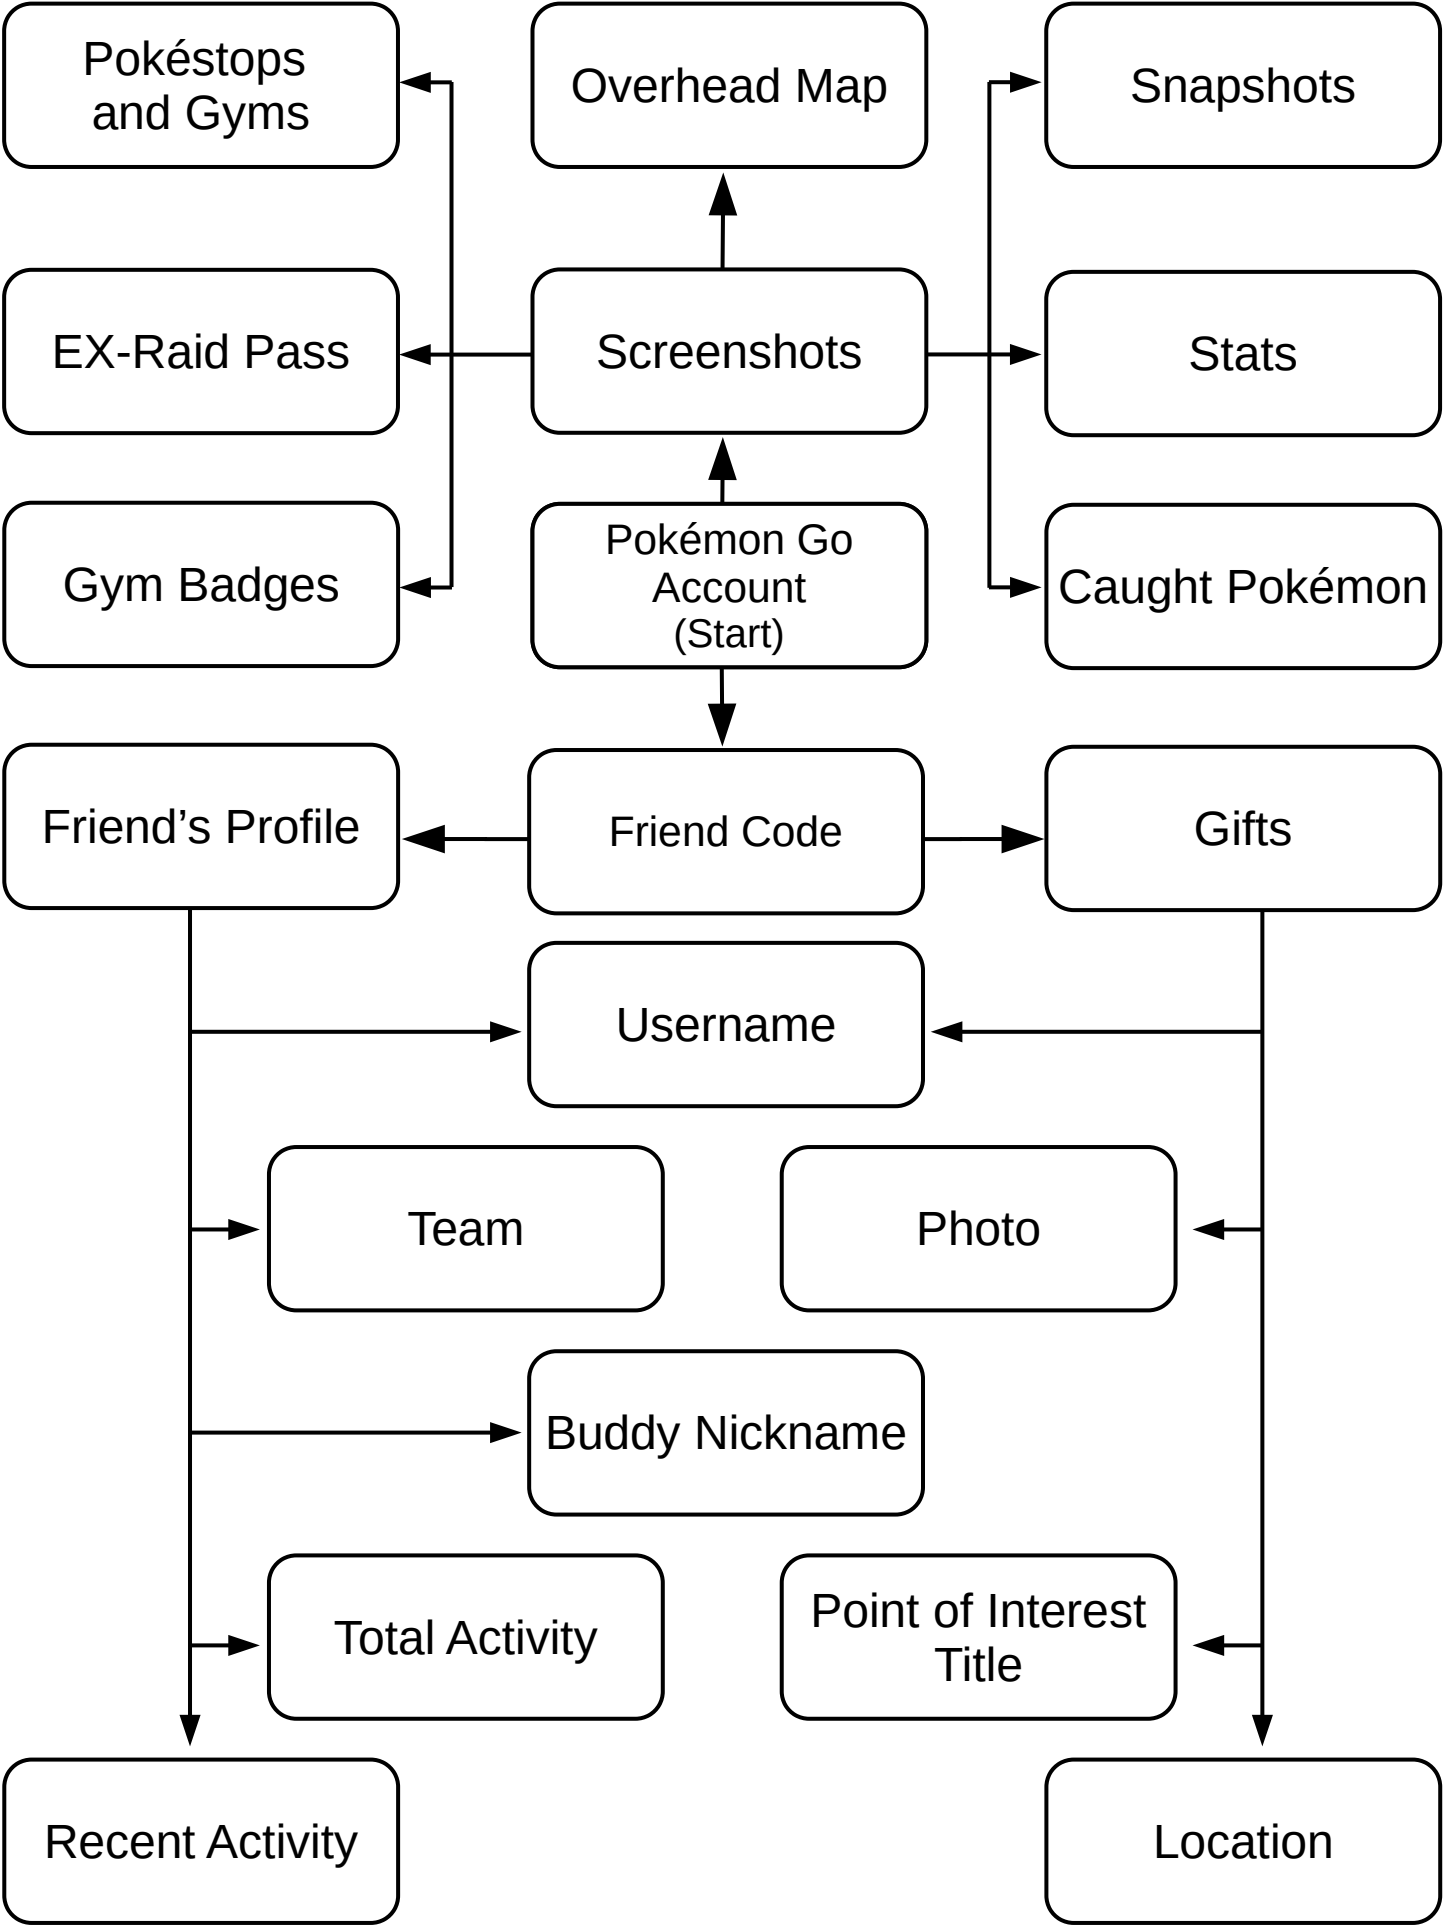 Pokéstops
and Gyms
Overhead Map
Snapshots
EX-Raid Pass
Screenshots
Stats
Gym Badges
Pokémon Go
Account
(Start)
Caught Pokémon
Friend’s Profile
Friend Code
Gifts
Username
Team
Photo
Buddy Nickname
Total Activity
Point of Interest
Title
Recent Activity
Location